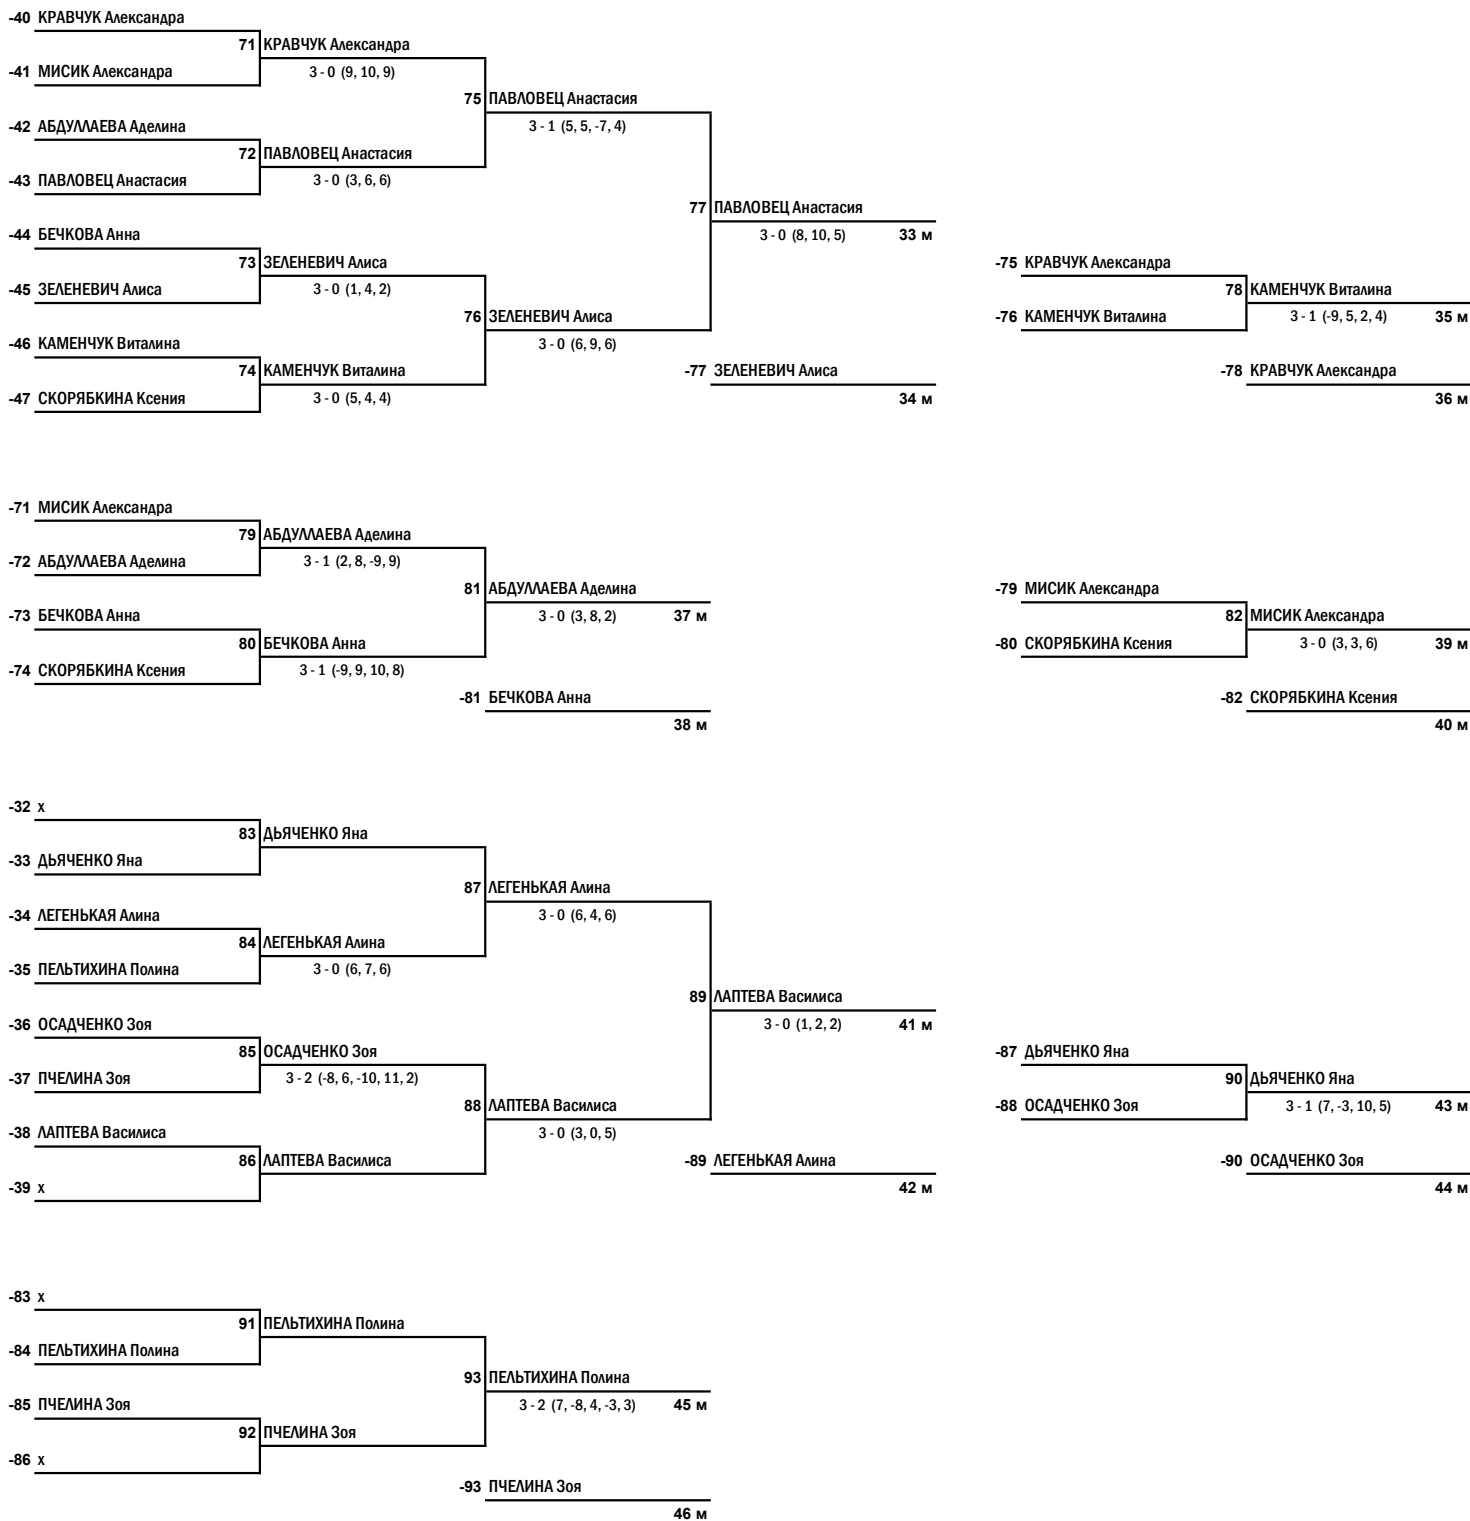 -40 КРАВЧУК Александра
71 КРАВЧУК Александра
-41 МИСИК Александра
3 - 0 (9, 10, 9)
75 ПАВЛОВЕЦ Анастасия
-42 АБДУЛЛАЕВА Аделина
3 - 1 (5, 5, -7, 4)
72 ПАВЛОВЕЦ Анастасия
-43 ПАВЛОВЕЦ Анастасия
3 - 0 (3, 6, 6)
77 ПАВЛОВЕЦ Анастасия
-44 БЕЧКОВА Анна
3 - 0 (8, 10, 5) 33 м
73 ЗЕЛЕНЕВИЧ Алиса
-75 КРАВЧУК Александра
-45 ЗЕЛЕНЕВИЧ Алиса
3 - 0 (1, 4, 2)
78 КАМЕНЧУК Виталина
76 ЗЕЛЕНЕВИЧ Алиса
-76 КАМЕНЧУК Виталина
3 - 1 (-9, 5, 2, 4) 35 м
-46 КАМЕНЧУК Виталина
3 - 0 (6, 9, 6)
74 КАМЕНЧУК Виталина
-77 ЗЕЛЕНЕВИЧ Алиса
-78 КРАВЧУК Александра
-47 СКОРЯБКИНА Ксения
3 - 0 (5, 4, 4)
34 м
36 м
-71 МИСИК Александра
79 АБДУЛЛАЕВА Аделина
-72 АБДУЛЛАЕВА Аделина
3 - 1 (2, 8, -9, 9)
81 АБДУЛЛАЕВА Аделина
-79 МИСИК Александра
-73 БЕЧКОВА Анна
3 - 0 (3, 8, 2) 37 м
82 МИСИК Александра
80 БЕЧКОВА Анна
-80 СКОРЯБКИНА Ксения
3 - 0 (3, 3, 6) 39 м
-74 СКОРЯБКИНА Ксения
3 - 1 (-9, 9, 10, 8)
-81 БЕЧКОВА Анна
-82 СКОРЯБКИНА Ксения
38 м
40 м
-32 х
83 ДЬЯЧЕНКО Яна
-33 ДЬЯЧЕНКО Яна
87 ЛЕГЕНЬКАЯ Алина
-34 ЛЕГЕНЬКАЯ Алина
3 - 0 (6, 4, 6)
84 ЛЕГЕНЬКАЯ Алина
-35 ПЕЛЬТИХИНА Полина
3 - 0 (6, 7, 6)
89 ЛАПТЕВА Василиса
-36 ОСАДЧЕНКО Зоя
3 - 0 (1, 2, 2) 41 м
85 ОСАДЧЕНКО Зоя
-87 ДЬЯЧЕНКО Яна
-37 ПЧЕЛИНА Зоя
3 - 2 (-8, 6, -10, 11, 2)
90 ДЬЯЧЕНКО Яна
88 ЛАПТЕВА Василиса
-88 ОСАДЧЕНКО Зоя
3 - 1 (7, -3, 10, 5) 43 м
-38 ЛАПТЕВА Василиса
3 - 0 (3, 0, 5)
86 ЛАПТЕВА Василиса
-89 ЛЕГЕНЬКАЯ Алина
-90 ОСАДЧЕНКО Зоя
-39 х
42 м
44 м
-83 х
91 ПЕЛЬТИХИНА Полина
-84 ПЕЛЬТИХИНА Полина
93 ПЕЛЬТИХИНА Полина
-85 ПЧЕЛИНА Зоя
3 - 2 (7, -8, 4, -3, 3) 45 м
92 ПЧЕЛИНА Зоя
-86 х
-93 ПЧЕЛИНА Зоя
46 м